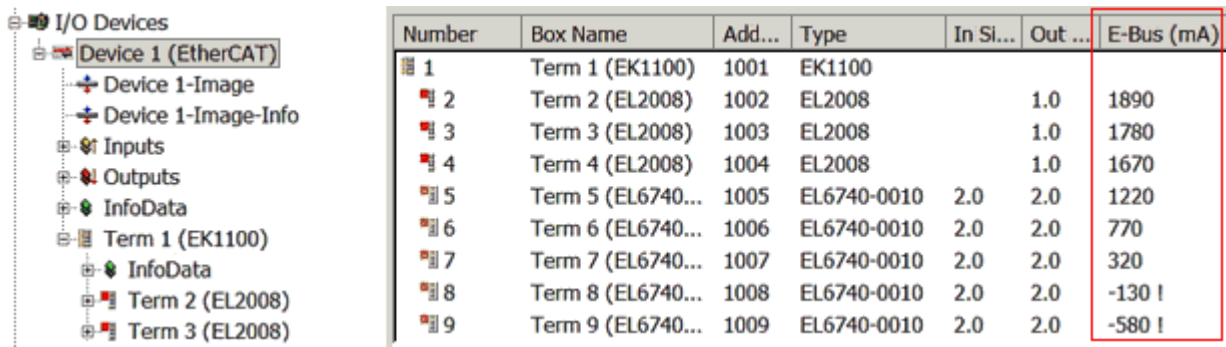 I/O Devices
Device 1 (EtherCAT)
Device 1-Image
Device 1-Image-Info
Inputs
Outputs
InfoData
Term 1 (EK1100)
InfoData
Term 2 (EL2008)
Term 3 (EL2008)
Number Box Name Add... Type In Si... Out ... E-Bus (mA)
1 Term 1 (EK1100) 1001 EK1100
2 Term 2 (EL2008) 1002 EL2008 1.0 1890
3 Term 3 (EL2008) 1003 EL2008 1.0 1780
4 Term 4 (EL2008) 1004 EL2008 1.0 1670
5 Term 5 (EL6740... 1005 EL6740-0010 2.0 2.0 1220
6 Term 6 (EL6740... 1006 EL6740-0010 2.0 2.0 770
7 Term 7 (EL6740... 1007 EL6740-0010 2.0 2.0 320
8 Term 8 (EL6740... 1008 EL6740-0010 2.0 2.0 -130 !
9 Term 9 (EL6740... 1009 EL6740-0010 2.0 2.0 -580 !